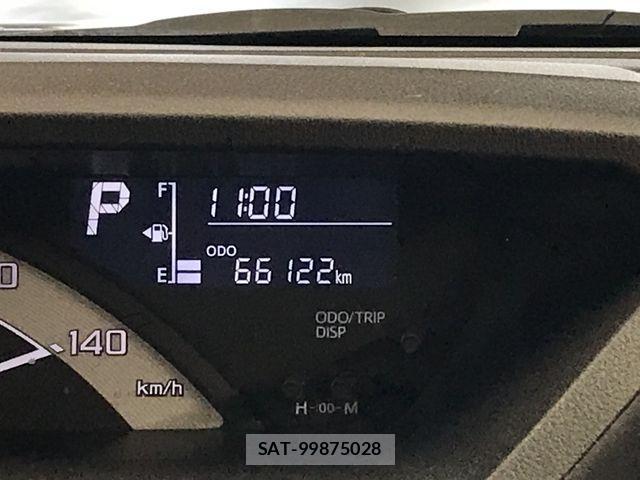 P
F
11:00
ODO
E
66122km
ODO/TRIP
DISP
140
km/h
H-:00-M
SAT-99875028